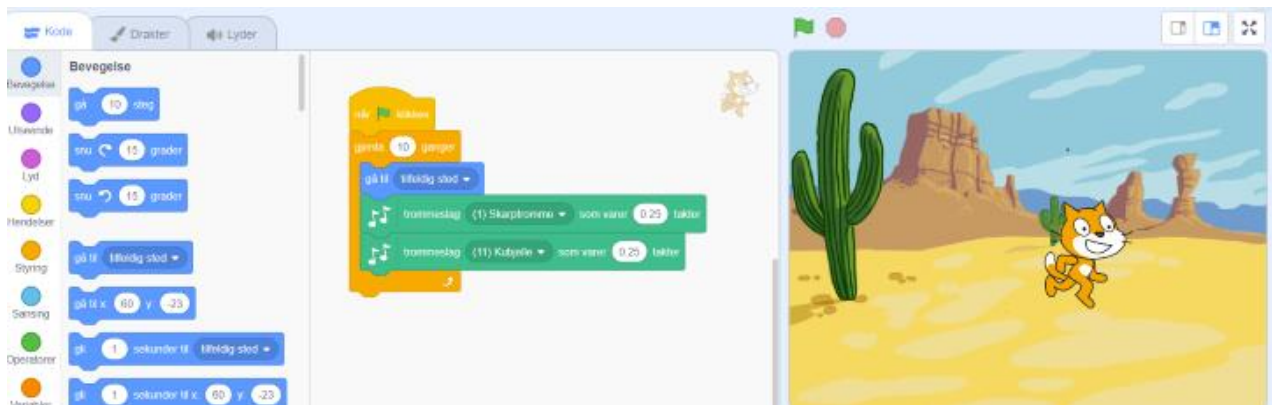 Kode Drakter Lyder
Bevegelse
Bevegelse
gå 10 steg
Utseende
snu 15 grader
Lyd
snu 15 grader
Hendelser
gå til tilfeldig sted
Styring
gå til x: 60 y: -23
Sansing
gli 1 sekunder til tilfeldig sted
Operatorer
gli 1 sekunder til x: 60 y: -23
når klikkes
gjenta 10 ganger
gå til tilfeldig sted
trommeslag (1) Skarptromme som varer 0.25 takter
trommeslag (11) Kubjelle som varer 0.25 takter